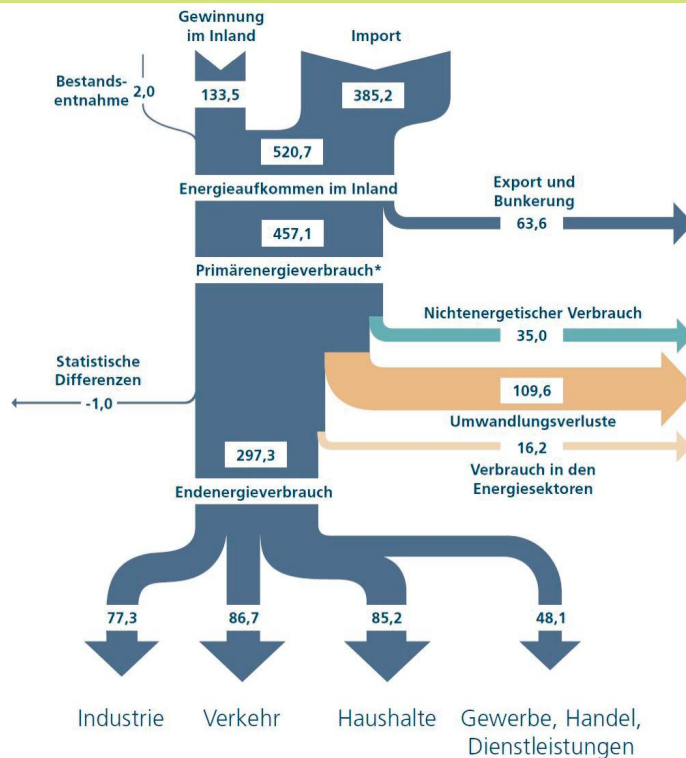 Gewinnung
im Inland
Import
Bestands-
entnahme
2,0
133,5
385,2
520,7
Energieaufkommen im Inland
Export und
Bunkerung
63,6
457,1
Primärenergieverbrauch*
Nichtenergetischer Verbrauch
35,0
Statistische
Differenzen
-1,0
109,6
Umwandlungsverluste
16,2
Verbrauch in den
Energiesektoren
297,3
Endenergieverbrauch
77,3
86,7
85,2
48,1
Industrie
Verkehr
Haushalte
Gewerbe, Handel,
Dienstleistungen